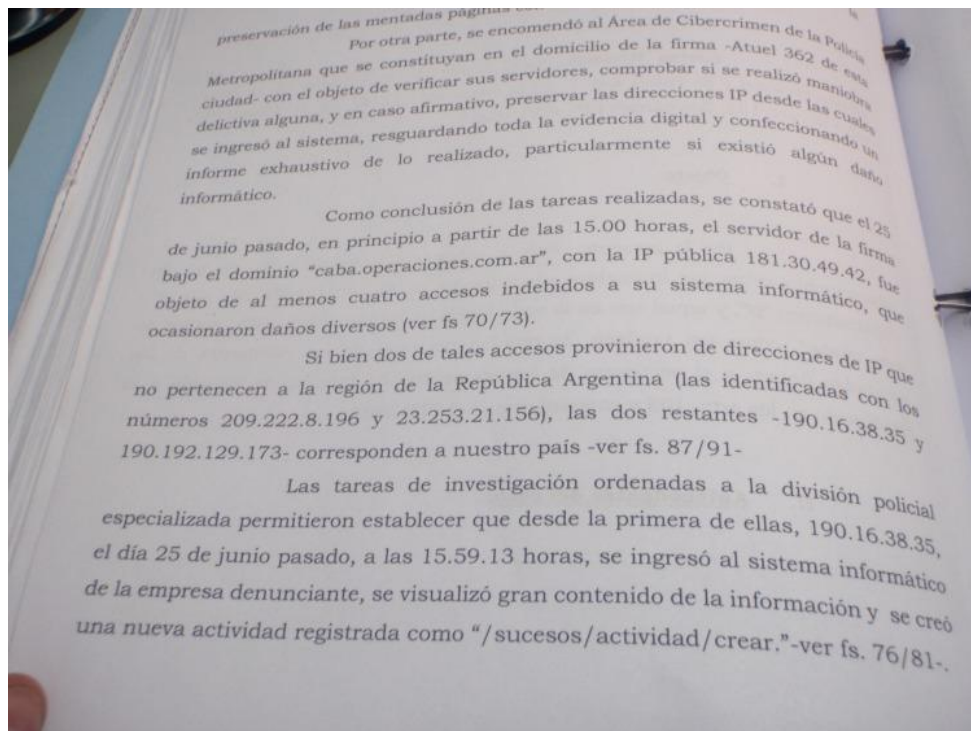 preservación de las mentadas páginas
Por otra parte, se encomendó al Área de Cibercrimen de la Policía
Metropolitana que se constituyan en el domicilio de la firma -Atuel 362 de esta
ciudad- con el objeto de verificar sus servidores, comprobar si se realizó maniobra
delictiva alguna, y en caso afirmativo, preservar las direcciones IP desde las cuales
se ingresó al sistema, resguardando toda la evidencia digital y confeccionando un
informe exhaustivo de lo realizado, particularmente si existió algún daño
informático.
Como conclusión de las tareas realizadas, se constató que el 25
de junio pasado, en principio a partir de las 15.00 horas, el servidor de la firma
bajo el dominio "caba.operaciones.com.ar", con la IP pública 181.30.49.42, fue
objeto de al menos cuatro accesos indebidos a su sistema informático, que
ocasionaron daños diversos (ver fs 70/73).
Si bien dos de tales accesos provinieron de direcciones de IP que
no pertenecen a la región de la República Argentina (las identificadas con los
números 209.222.8.196 y 23.253.21.156), las dos restantes -190.16.38.35 y
190.192.129.173- corresponden a nuestro país -ver fs. 87/91-
Las tareas de investigación ordenadas a la división policial
especializada permitieron establecer que desde la primera de ellas, 190.16.38.35,
el día 25 de junio pasado, a las 15.59.13 horas, se ingresó al sistema informático
de la empresa denunciante, se visualizó gran contenido de la información y se creó
una nueva actividad registrada como "/sucesos/actividad/crear."-ver fs. 76/81-.